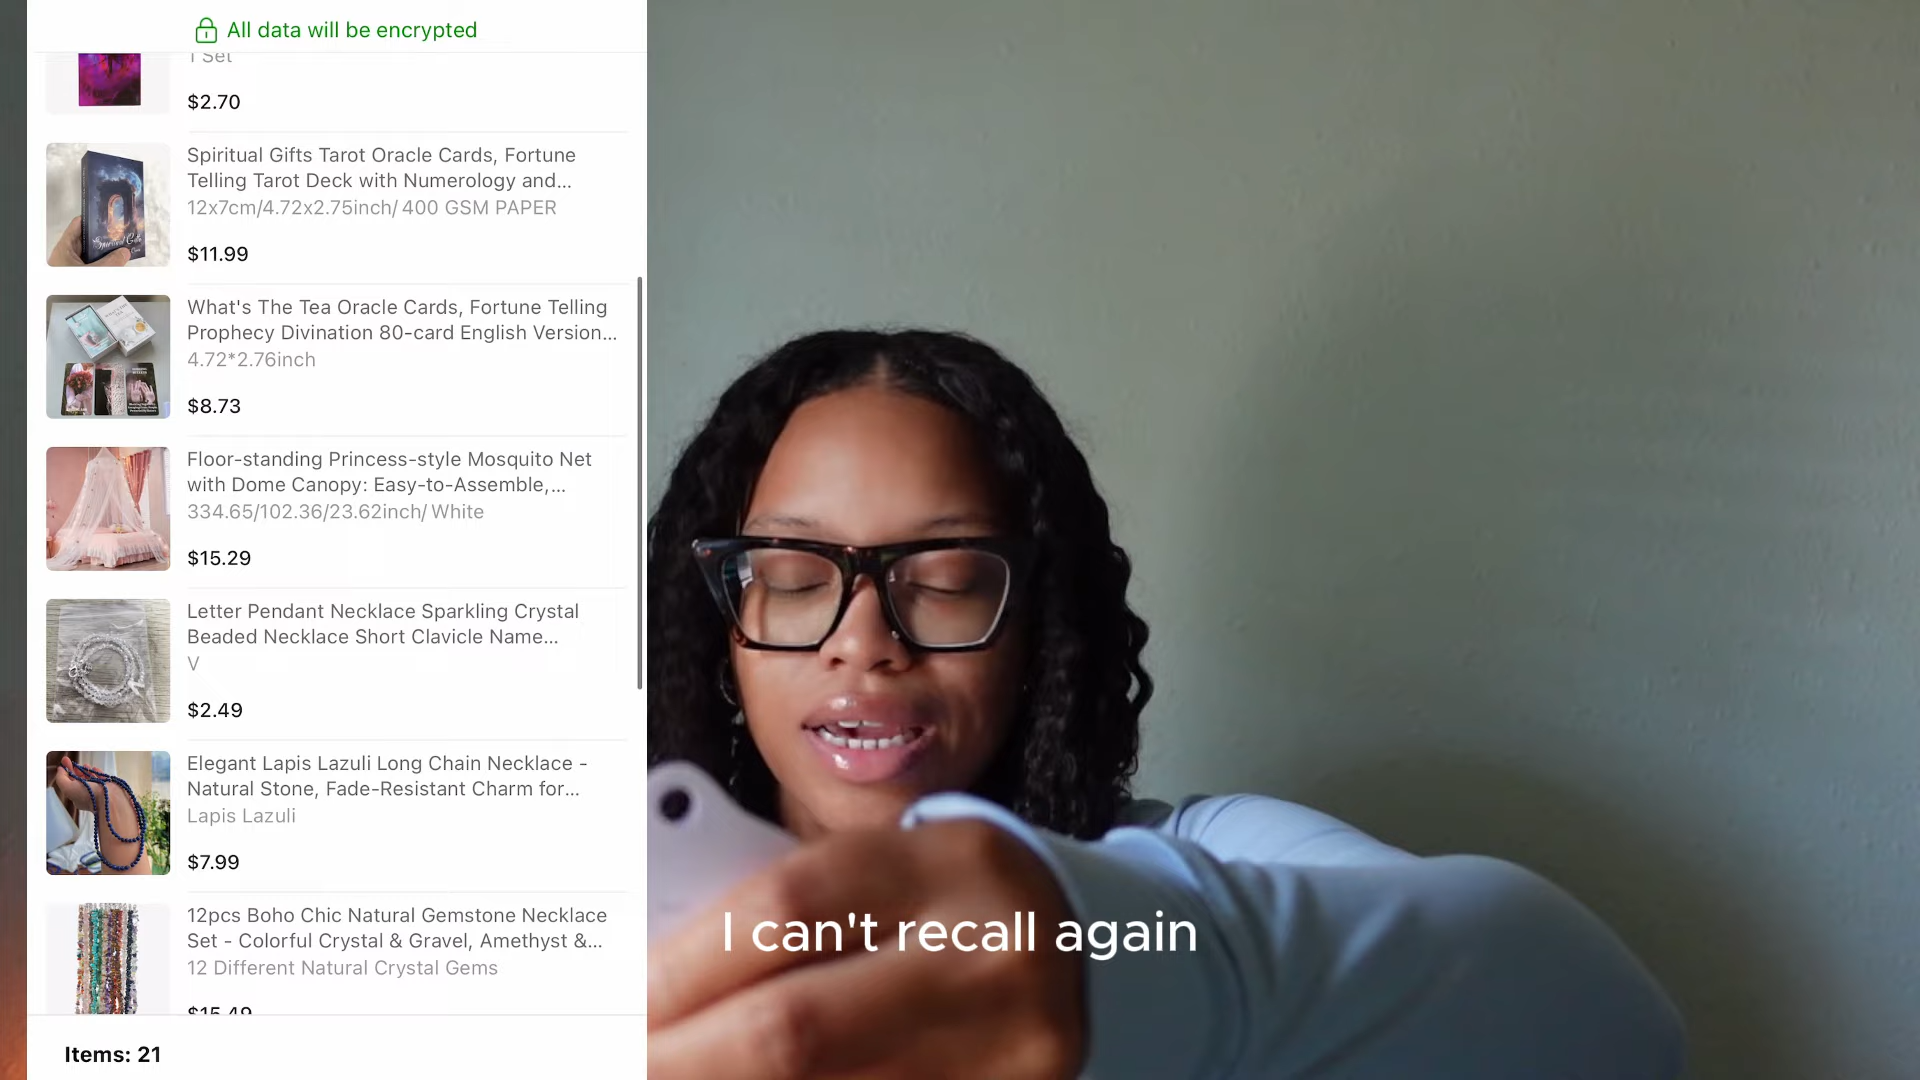 All data will be encrypted
1 Set
$2.70
Spiritual Gifts Tarot Oracle Cards, Fortune
Telling Tarot Deck with Numerology and...
12x7cm/4.72x2.75inch/ 400 GSM PAPER
$11.99
What's The Tea Oracle Cards, Fortune Telling
Prophecy Divination 80-card English Version...
4.72*2.76inch
$8.73
Floor-standing Princess-style Mosquito Net
with Dome Canopy: Easy-to-Assemble,...
334.65/102.36/23.62inch/ White
$15.29
Letter Pendant Necklace Sparkling Crystal
Beaded Necklace Short Clavicle Name...
V
$2.49
Elegant Lapis Lazuli Long Chain Necklace -
Natural Stone, Fade-Resistant Charm for...
Lapis Lazuli
$7.99
12pcs Boho Chic Natural Gemstone Necklace
Set - Colorful Crystal & Gravel, Amethyst &...
12 Different Natural Crystal Gems
$15.49
Items: 21
I can't recall again